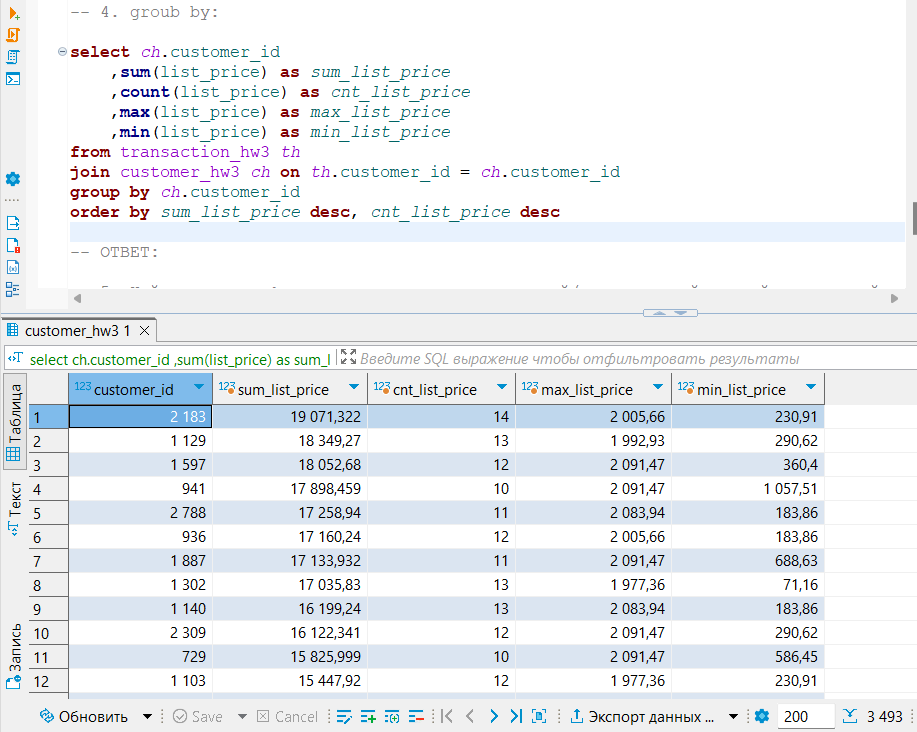 -- 4. groub by:
select ch.customer_id
,sum(list_price) as sum_list_price
,count(list_price) as cnt_list_price
,max(list_price) as max_list_price
,min(list_price) as min_list_price
from transaction_hw3 th
join customer_hw3 ch on th.customer_id = ch.customer_id
group by ch.customer_id
order by sum_list_price desc, cnt_list_price desc
-- ОТВЕТ:
customer_hw3 1
select ch.customer_id ,sum(list_price) as sum_l Введите SQL выражение чтобы отфильтровать результаты
Таблица
Текст
Запись
123 customer_id 123 sum_list_price 123 cnt_list_price 123 max_list_price 123 min_list_price
1 2 183 19 071,322 14 2 005,66 230,91
2 1 129 18 349,27 13 1 992,93 290,62
3 1 597 18 052,68 12 2 091,47 360,4
4 941 17 898,459 10 2 091,47 1 057,51
5 2 788 17 258,94 11 2 083,94 183,86
6 936 17 160,24 12 2 005,66 183,86
7 1 887 17 133,932 11 2 091,47 688,63
8 1 302 17 035,83 13 1 977,36 71,16
9 1 140 16 199,24 13 2 083,94 183,86
10 2 309 16 122,341 12 2 091,47 290,62
11 729 15 825,999 10 2 091,47 586,45
12 1 103 15 447,92 12 1 977,36 230,91
Обновить Save Cancel Экспорт данных ... 200 3 493